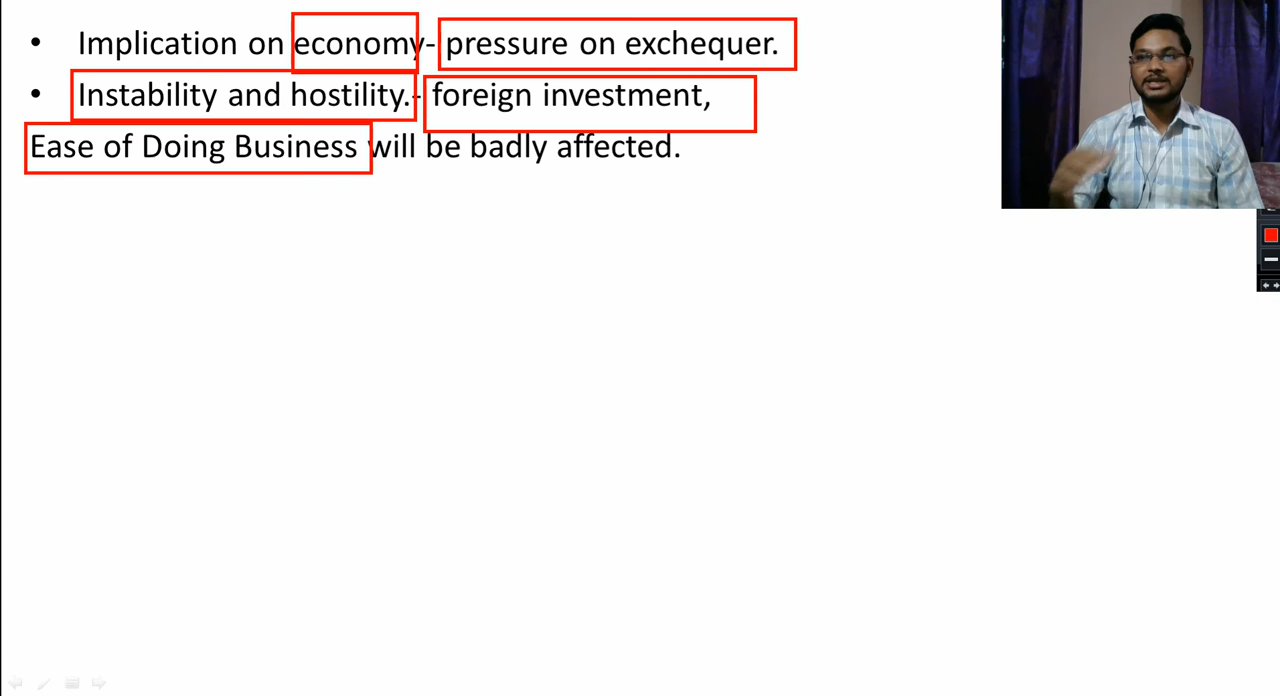 • Implication on economy- pressure on exchequer.
• Instability and hostility.- foreign investment,
Ease of Doing Business will be badly affected.